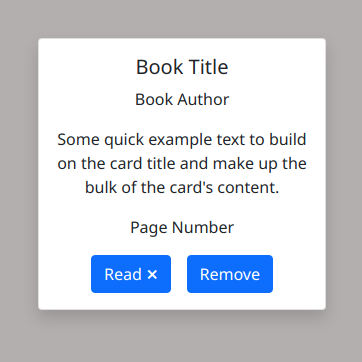 Book Title
Book Author
Some quick example text to build
on the card title and make up the
bulk of the card's content.
Page Number
Read ✕ Remove